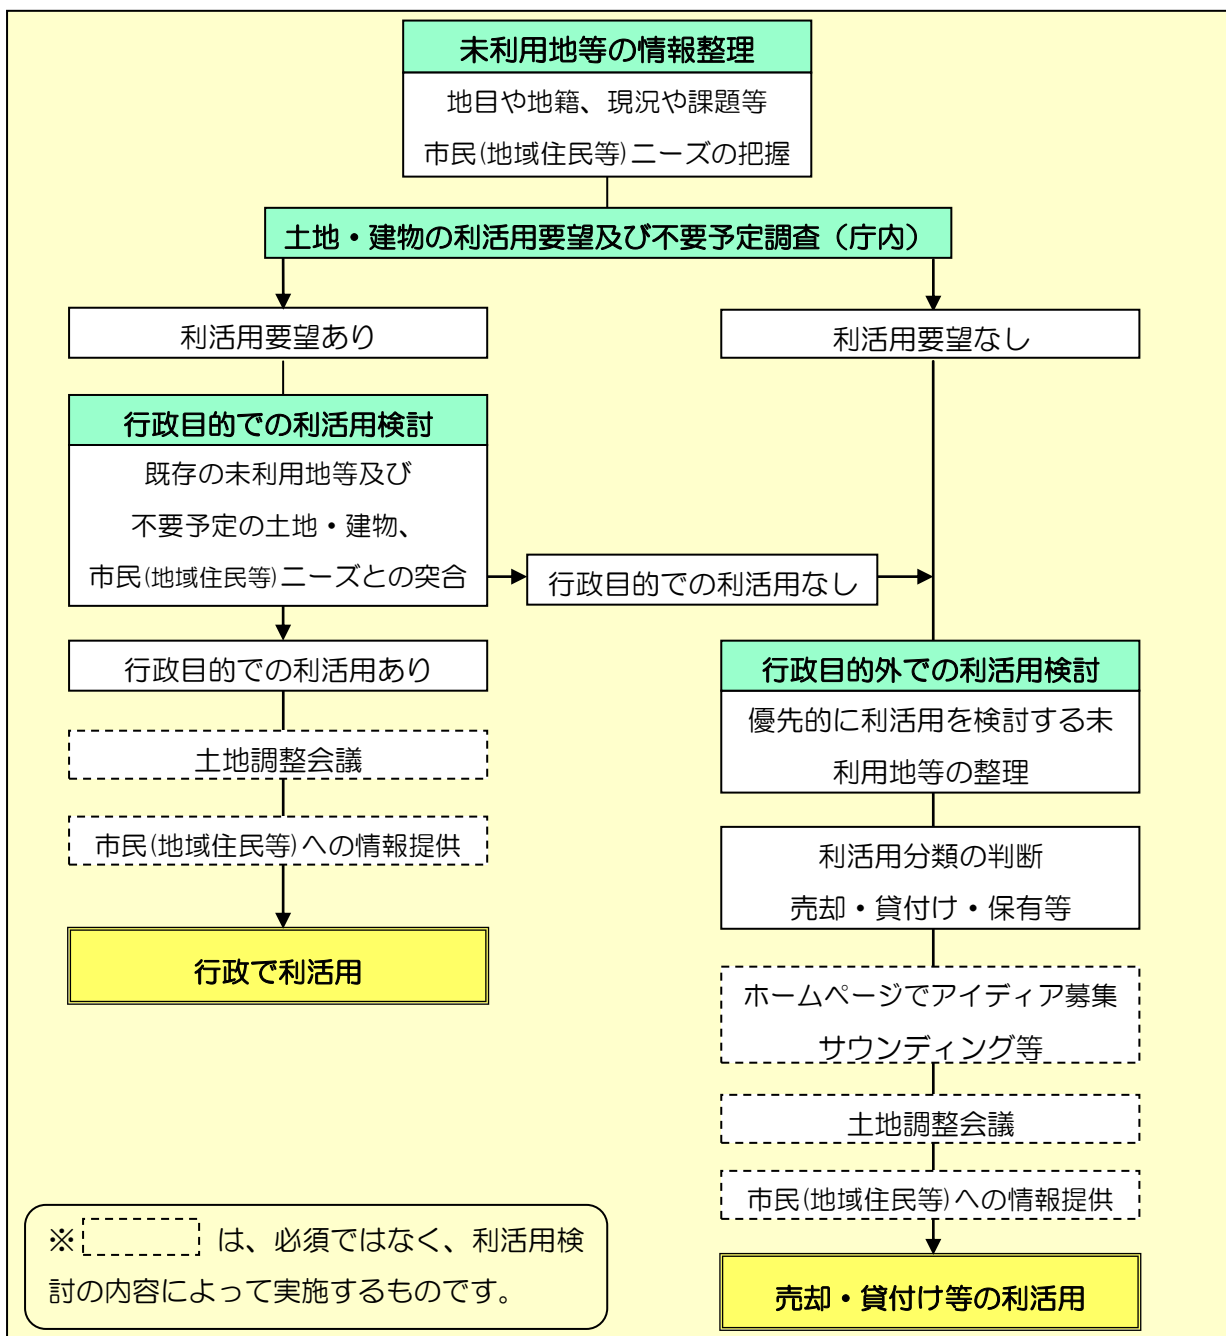 未利用地等の情報整理
地目や地籍、現況や課題等
市民(地域住民等)ニーズの把握
土地・建物の利活用要望及び不要予定調査（庁内）
利活用要望あり
利活用要望なし
行政目的での利活用検討
既存の未利用地等及び
不要予定の土地・建物、
市民(地域住民等)ニーズとの突合
行政目的での利活用なし
行政目的での利活用あり
土地調整会議
市民(地域住民等)への情報提供
行政で利活用
行政目的外での利活用検討
優先的に利活用を検討する未
利用地等の整理
利活用分類の判断
売却・貸付け・保有等
ホームページでアイディア募集
サウンディング等
土地調整会議
市民(地域住民等)への情報提供
売却・貸付け等の利活用
※ は、必須ではなく、利活用検
討の内容によって実施するものです。